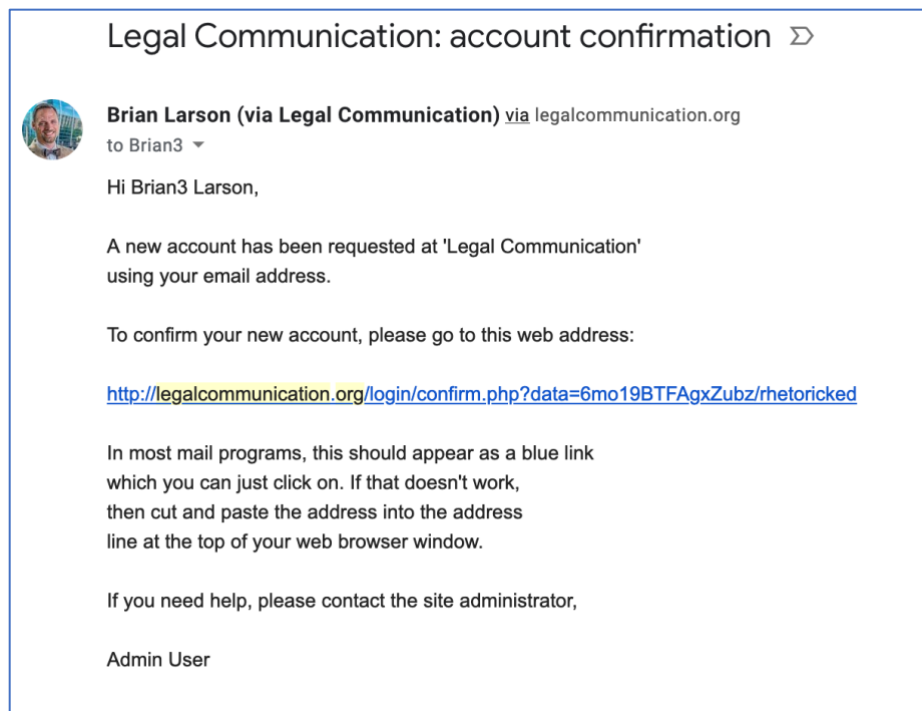 Legal Communication: account confirmation
Brian Larson (via Legal Communication) via legalcommunication.org
to Brian3
Hi Brian3 Larson,
A new account has been requested at 'Legal Communication'
using your email address.
To confirm your new account, please go to this web address:
http://legalcommunication.org/login/confirm.php?data=6mo19BTFAgxZubz/rhetoricked
In most mail programs, this should appear as a blue link
which you can just click on. If that doesn't work,
then cut and paste the address into the address
line at the top of your web browser window.
If you need help, please contact the site administrator,
Admin User